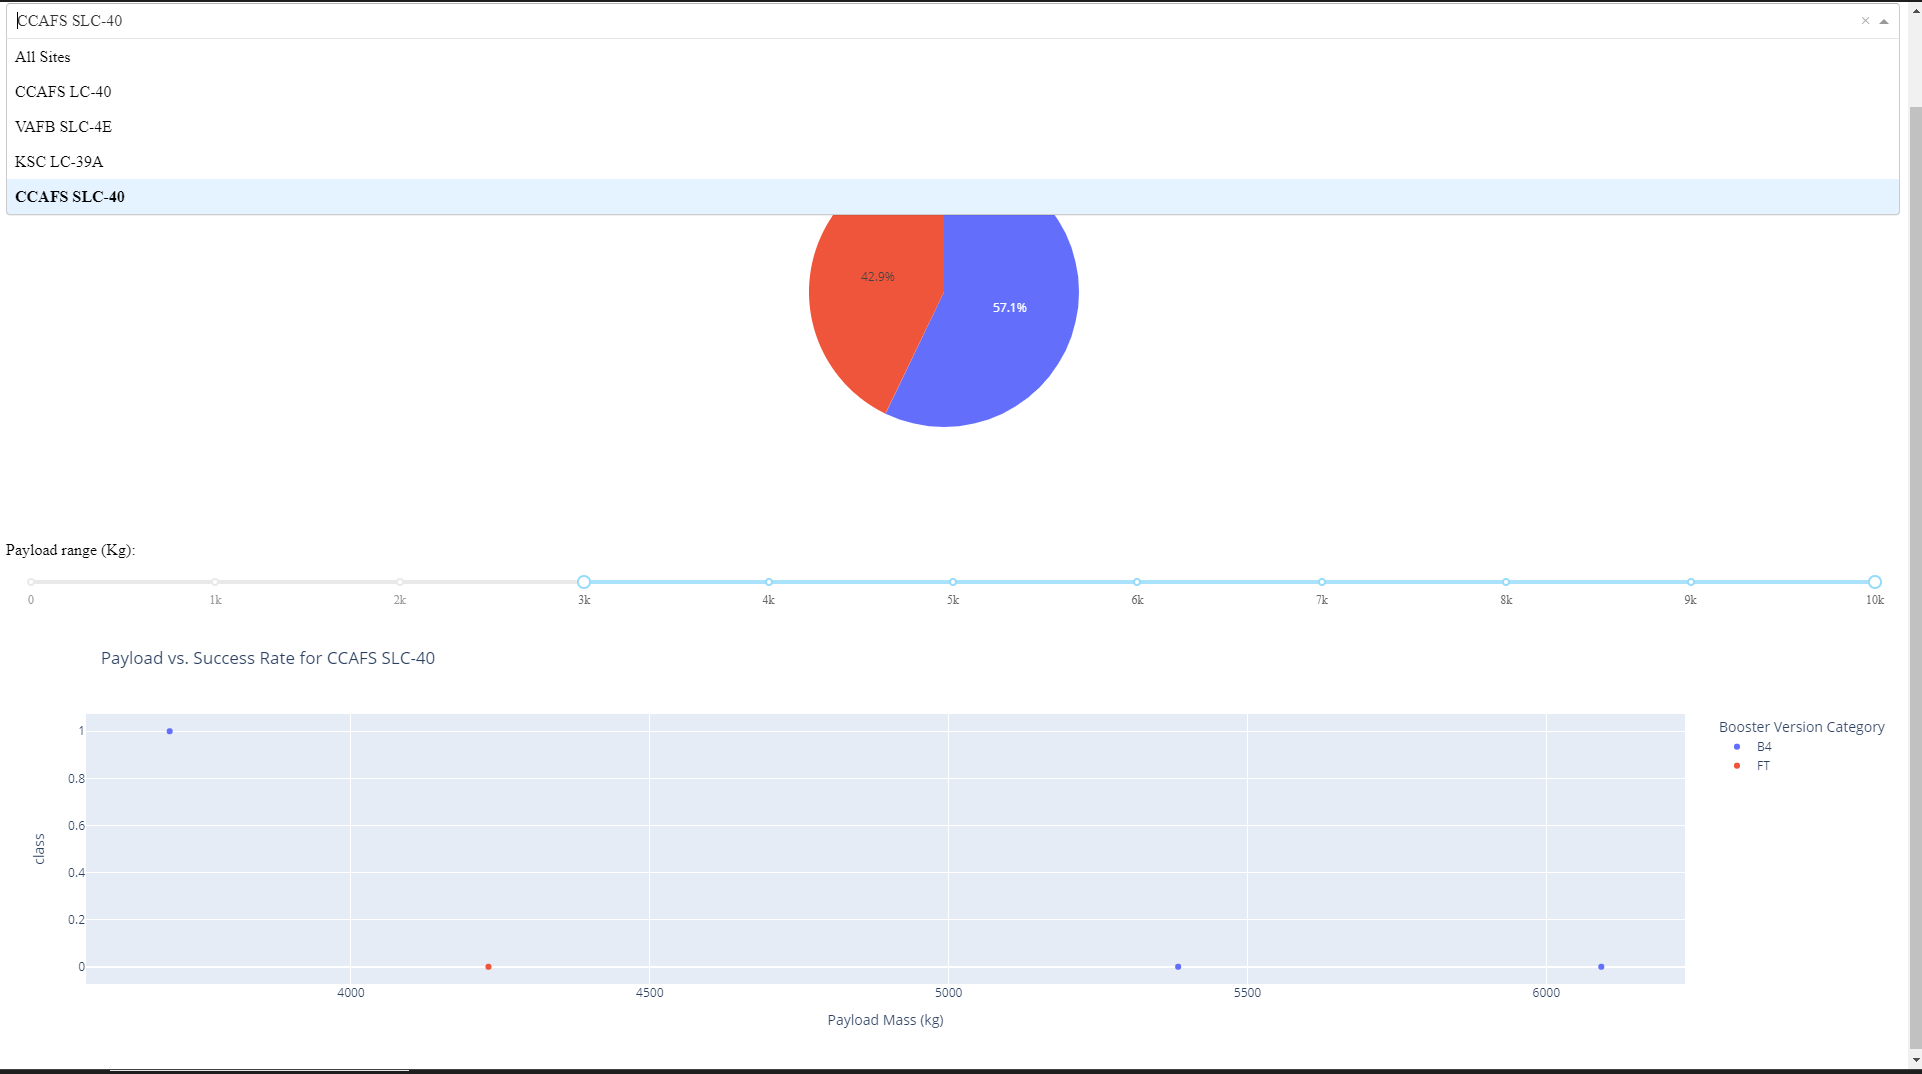 CCAFS SLC-40
All Sites
CCAFS LC-40
VAFB SLC-4E
KSC LC-39A
CCAFS SLC-40
42.9%
57.1%
Payload range (Kg):
0 1k 2k 3k 4k 5k 6k 7k 8k 9k 10k
Payload vs. Success Rate for CCAFS SLC-40
Booster Version Category
B4
FT
class
1
0.8
0.6
0.4
0.2
0
4000 4500 5000 5500 6000
Payload Mass (kg)